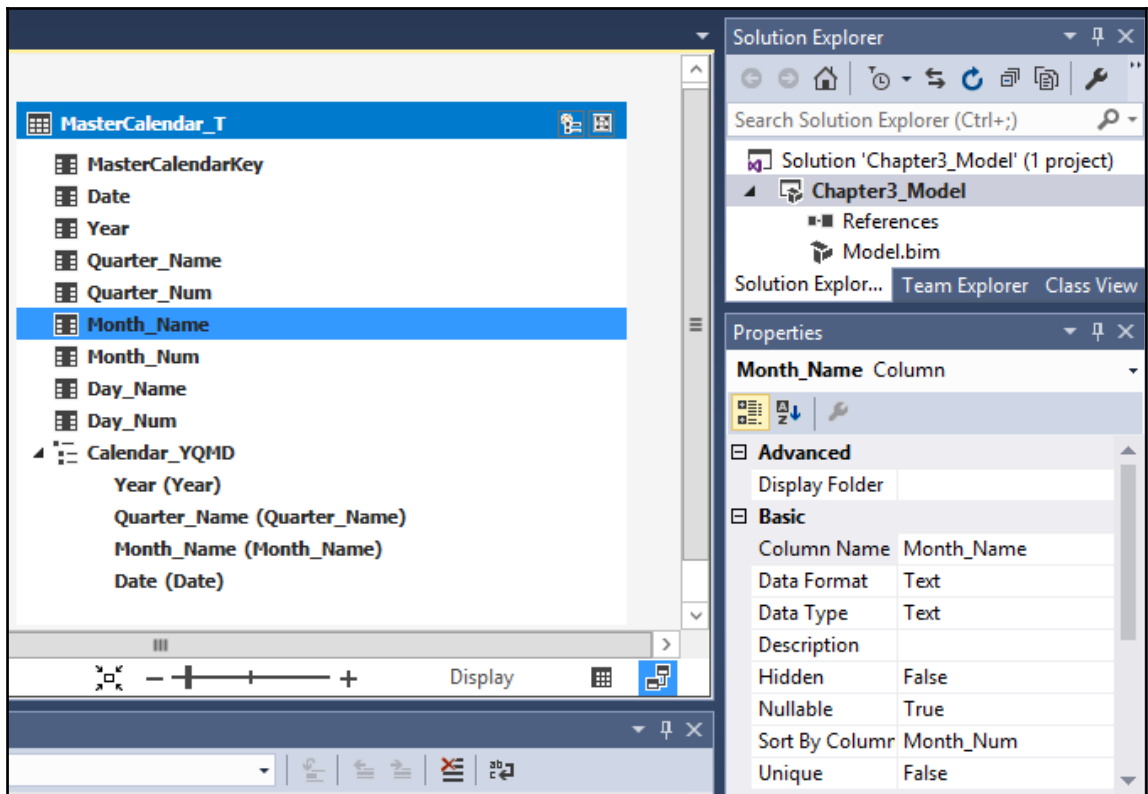 MasterCalendar_T
MasterCalendarKey
Date
Year
Quarter_Name
Quarter_Num
Month_Name
Month_Num
Day_Name
Day_Num
Calendar_YQMD
Year (Year)
Quarter_Name (Quarter_Name)
Month_Name (Month_Name)
Date (Date)
Display
Solution Explorer
Search Solution Explorer (Ctrl+;)
Solution 'Chapter3_Model' (1 project)
Chapter3_Model
References
Model.bim
Solution Explor... Team Explorer Class View
Properties
Month_Name Column
Advanced
Display Folder
Basic
Column Name Month_Name
Data Format Text
Data Type Text
Description
Hidden False
Nullable True
Sort By Column Month_Num
Unique False